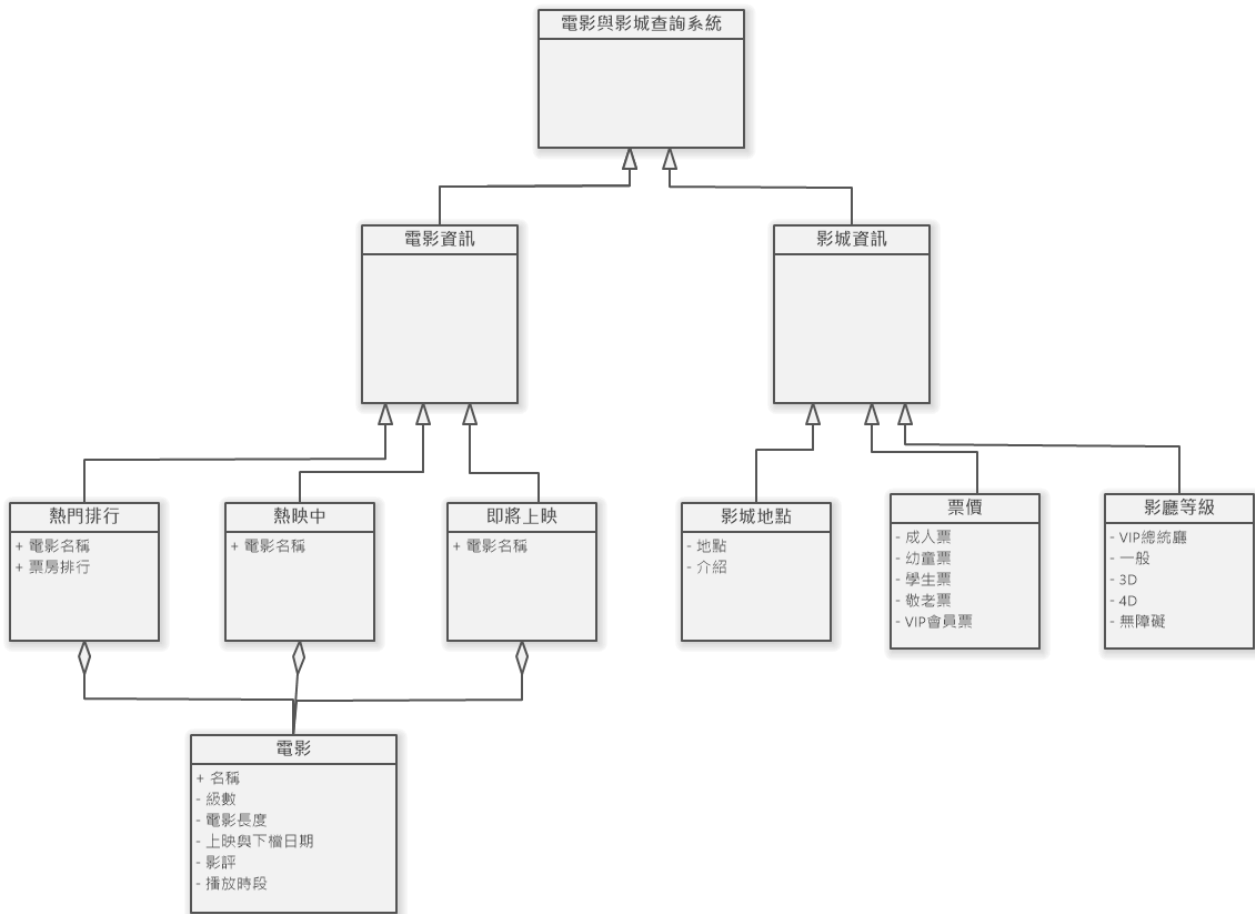 電影與影城查詢系統
電影資訊
影城資訊
熱門排行
+ 電影名稱
+ 票房排行
熱映中
+ 電影名稱
即將上映
+ 電影名稱
影城地點
- 地點
- 介紹
票價
- 成人票
- 幼童票
- 學生票
- 敬老票
- VIP會員票
影廳等級
- VIP總統廳
- 一般
- 3D
- 4D
- 無障礙
電影
+ 名稱
- 級數
- 電影長度
- 上映與下檔日期
- 影評
- 播放時段